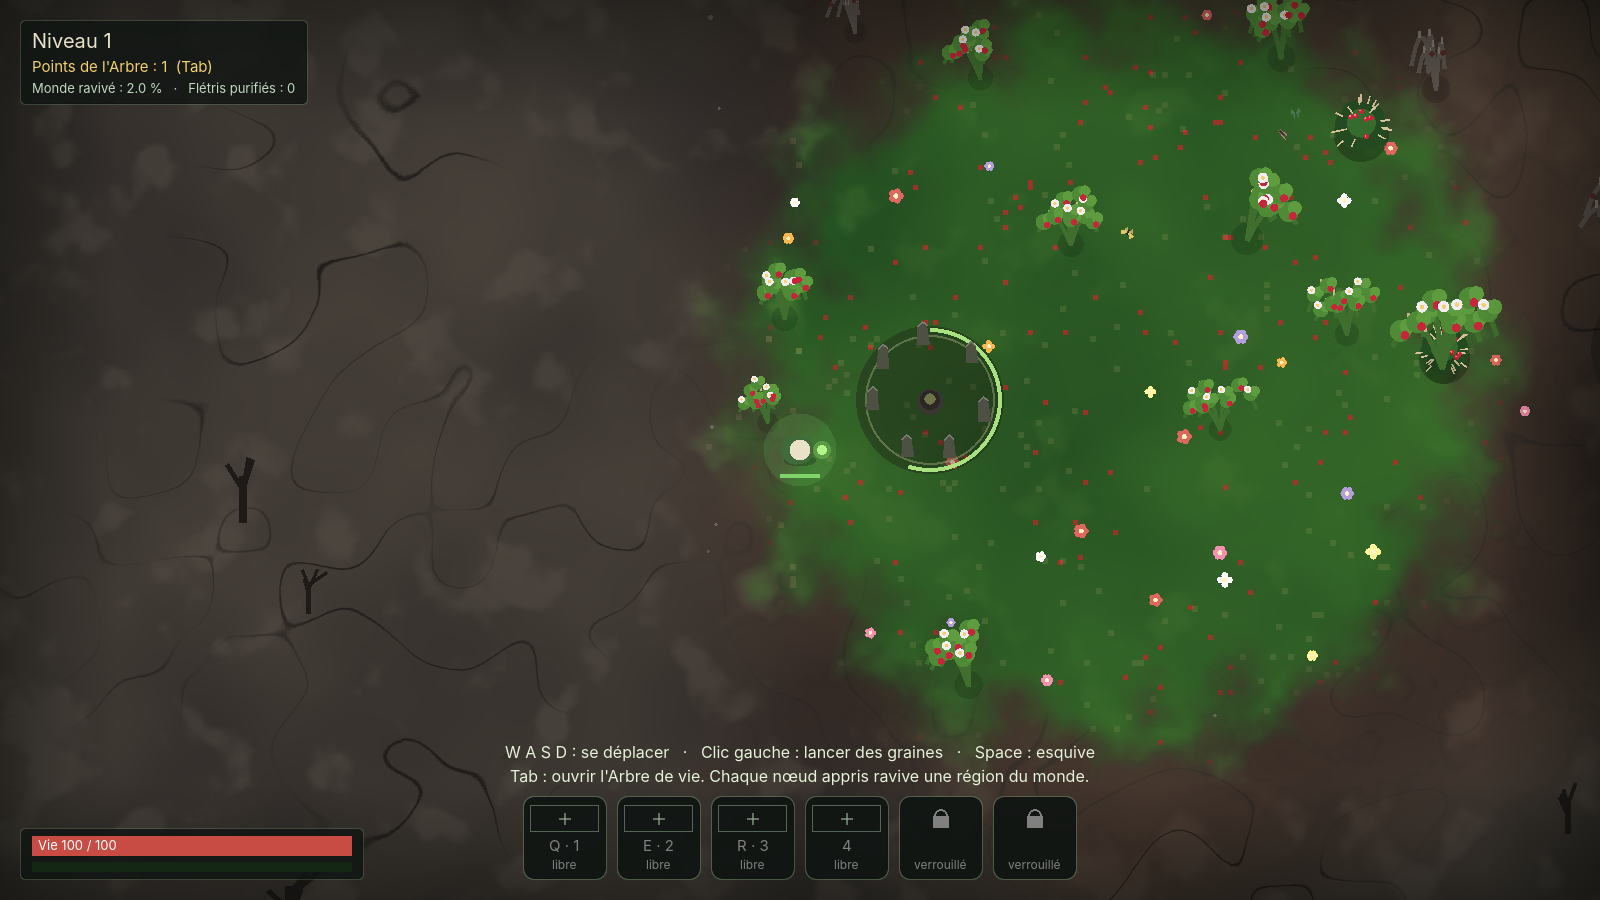 Niveau 1
Points de l'Arbre : 1  (Tab)
Monde ravivé : 2.0 %  ·  Flétris purifiés : 0
W A S D : se déplacer  ·  Clic gauche : lancer des graines  ·  Space : esquive
Tab : ouvrir l'Arbre de vie. Chaque nœud appris ravive une région du monde.
Q · 1
libre
E · 2
libre
R · 3
libre
4
libre
verrouillé
verrouillé
Vie 100 / 100